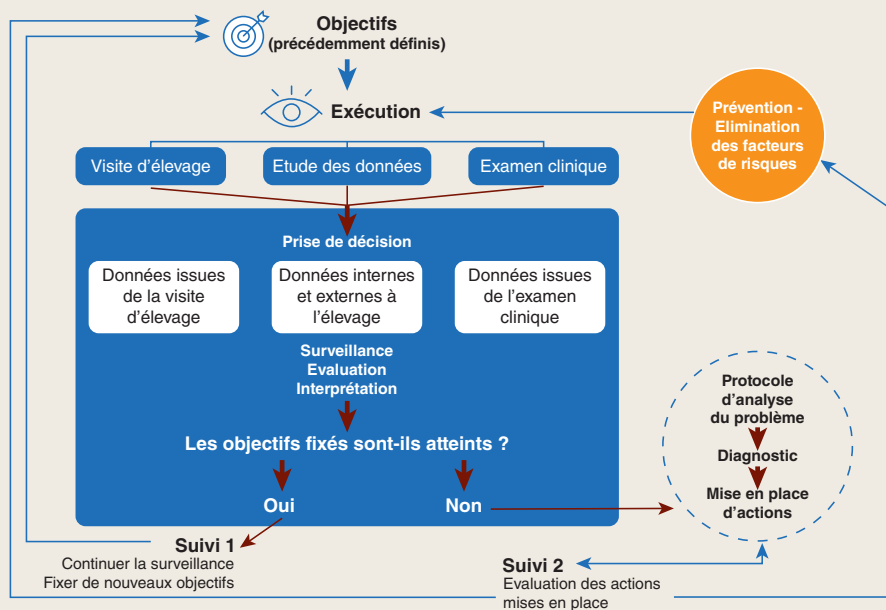 Objectifs
(précédemment définis)
Exécution
Prévention -
Elimination
des facteurs
de risques
Visite d'élevage
Etude des données
Examen clinique
Prise de décision
Données issues
de la visite
d'élevage
Données internes
et externes à
l'élevage
Données issues
de l'examen
clinique
Surveillance
Evaluation
Interprétation
Les objectifs fixés sont-ils atteints ?
Oui
Non
Protocole
d'analyse
du problème
Diagnostic
Mise en place
d'actions
Suivi 1
Continuer la surveillance
Fixer de nouveaux objectifs
Suivi 2
Evaluation des actions
mises en place